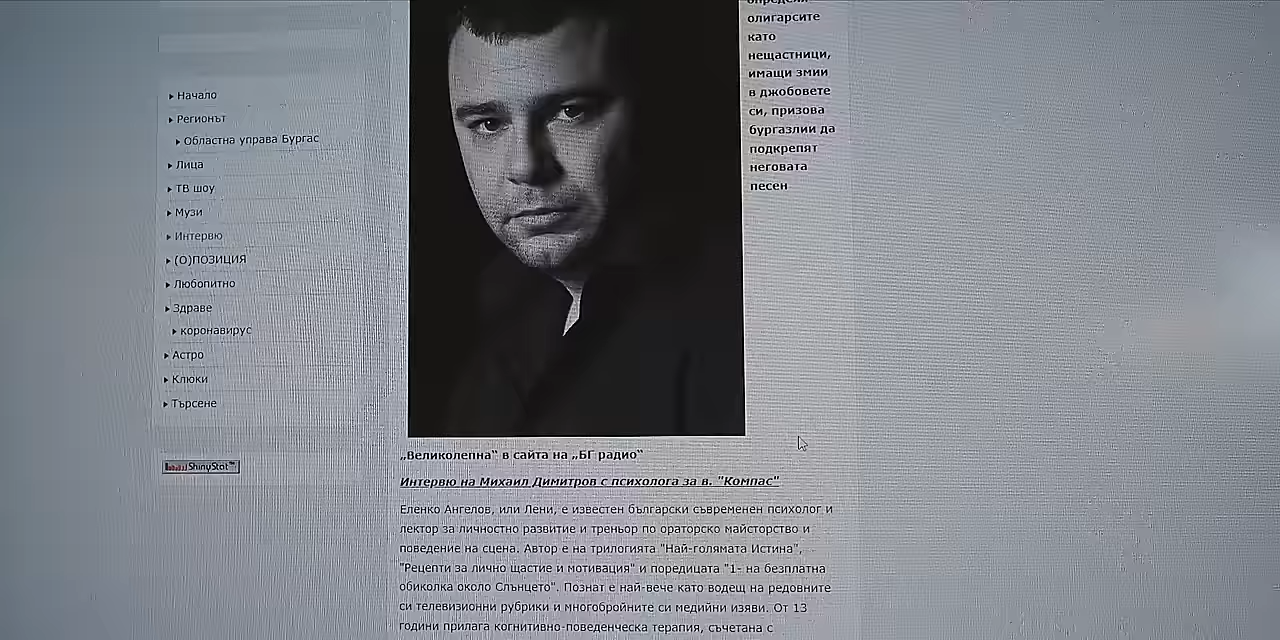 Начало
Регионът
Областна управа Бургас
Лица
ТВ шоу
Музи
Интервю
(О)ПОЗИЦИЯ
Любопитно
Здраве
коронавирус
Астро
Клюки
Търсене
ShinyStat™
олигарсите
като
нещастници,
имащи змии
в джобовете
си, призова
бургазлии да
подкрепят
неговата
песен
„Великолепна“ в сайта на „БГ радио“
Интервю на Михаил Димитров с психолога за в. "Компас"
Еленко Ангелов, или Лени, е известен български съвременен психолог и
лектор за личностно развитие и треньор по ораторско майсторство и
поведение на сцена. Автор е на трилогията "Най-голямата Истина",
"Рецепти за лично щастие и мотивация" и поредицата "1- на безплатна
обиколка около Слънцето". Познат е най-вече като водещ на редовните
си телевизионни рубрики и многобройните си медийни изяви. От 13
години прилага когнитивно-поведенческа терапия, съчетана с